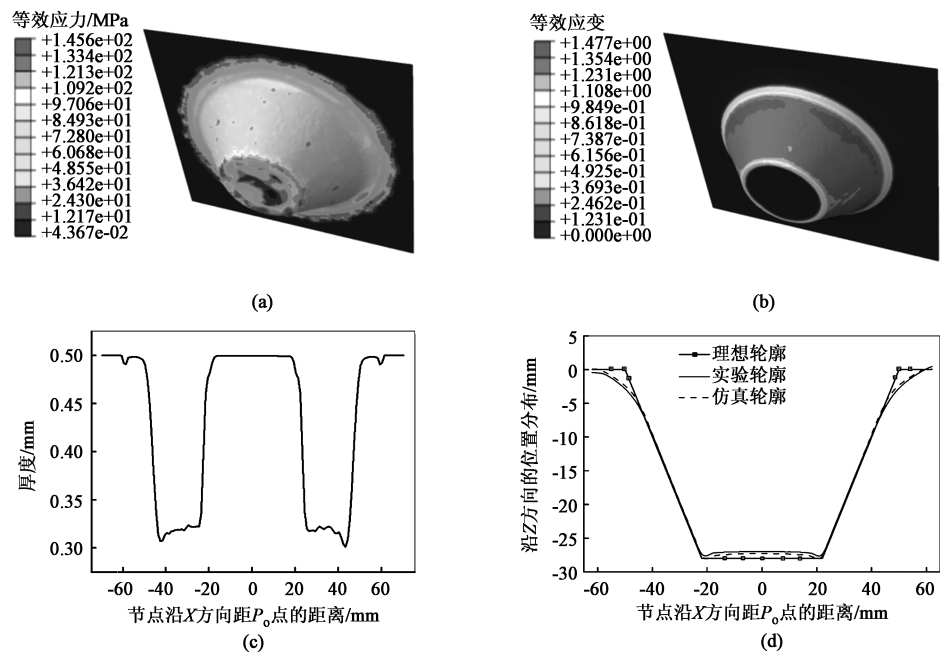 等效应力/MPa
+1.456e+02
+1.334e+02
+1.213e+02
+1.092e+02
+9.706e+01
+8.493e+01
+7.280e+01
+6.068e+01
+4.855e+01
+3.642e+01
+2.430e+01
+1.217e+01
+4.367e-02
(a)
等效应变
+1.477e+00
+1.354e+00
+1.231e+00
+1.108e+00
+9.849e-01
+8.618e-01
+7.387e-01
+6.156e-01
+4.925e-01
+3.693e-01
+2.462e-01
+1.231e-01
+0.000e+00
(b)
厚度/mm
0.50
0.45
0.40
0.35
0.30
-60 -40 -20 0 20 40 60
节点沿X方向距Po点的距离/mm
(c)
沿Z方向的位置分布/mm
5
0
-5
-10
-15
-20
-25
-30
理想轮廓
实验轮廓
仿真轮廓
-60 -40 -20 0 20 40 60
节点沿X方向距Po点的距离/mm
(d)